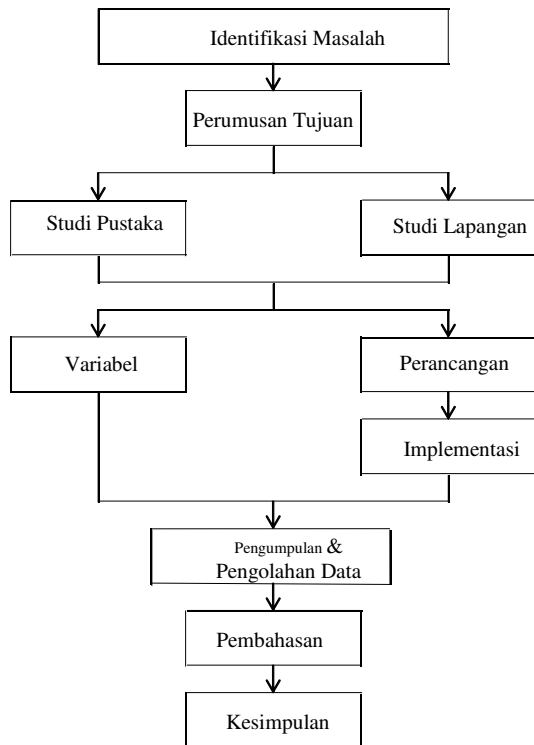 Identifikasi Masalah
Perumusan Tujuan
Studi Pustaka
Studi Lapangan
Variabel
Perancangan
Implementasi
Pengumpulan &
Pengolahan Data
Pembahasan
Kesimpulan